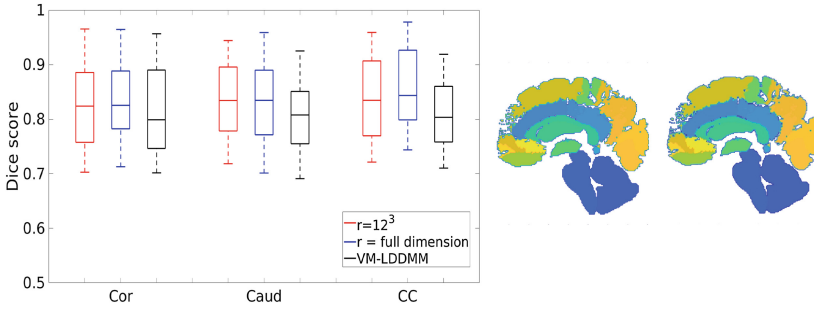 1
0.9
0.8
0.7
0.6
0.5
Dice score
r=12³
r = full dimension
VM-LDDMM
Cor Caud CC